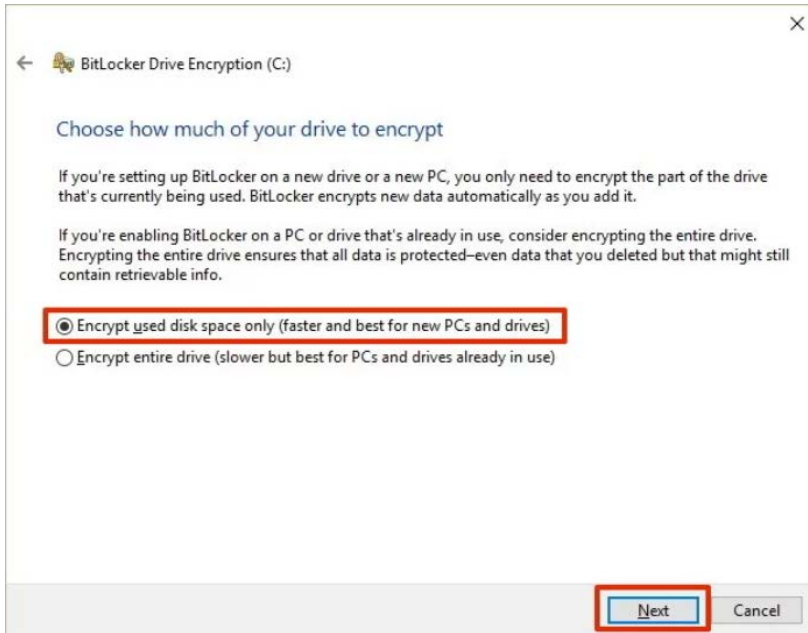 BitLocker Drive Encryption (C:)
Choose how much of your drive to encrypt
If you're setting up BitLocker on a new drive or a new PC, you only need to encrypt the part of the drive
that's currently being used. BitLocker encrypts new data automatically as you add it.
If you're enabling BitLocker on a PC or drive that's already in use, consider encrypting the entire drive.
Encrypting the entire drive ensures that all data is protected–even data that you deleted but that might still
contain retrievable info.
Encrypt used disk space only (faster and best for new PCs and drives)
Encrypt entire drive (slower but best for PCs and drives already in use)
Next Cancel